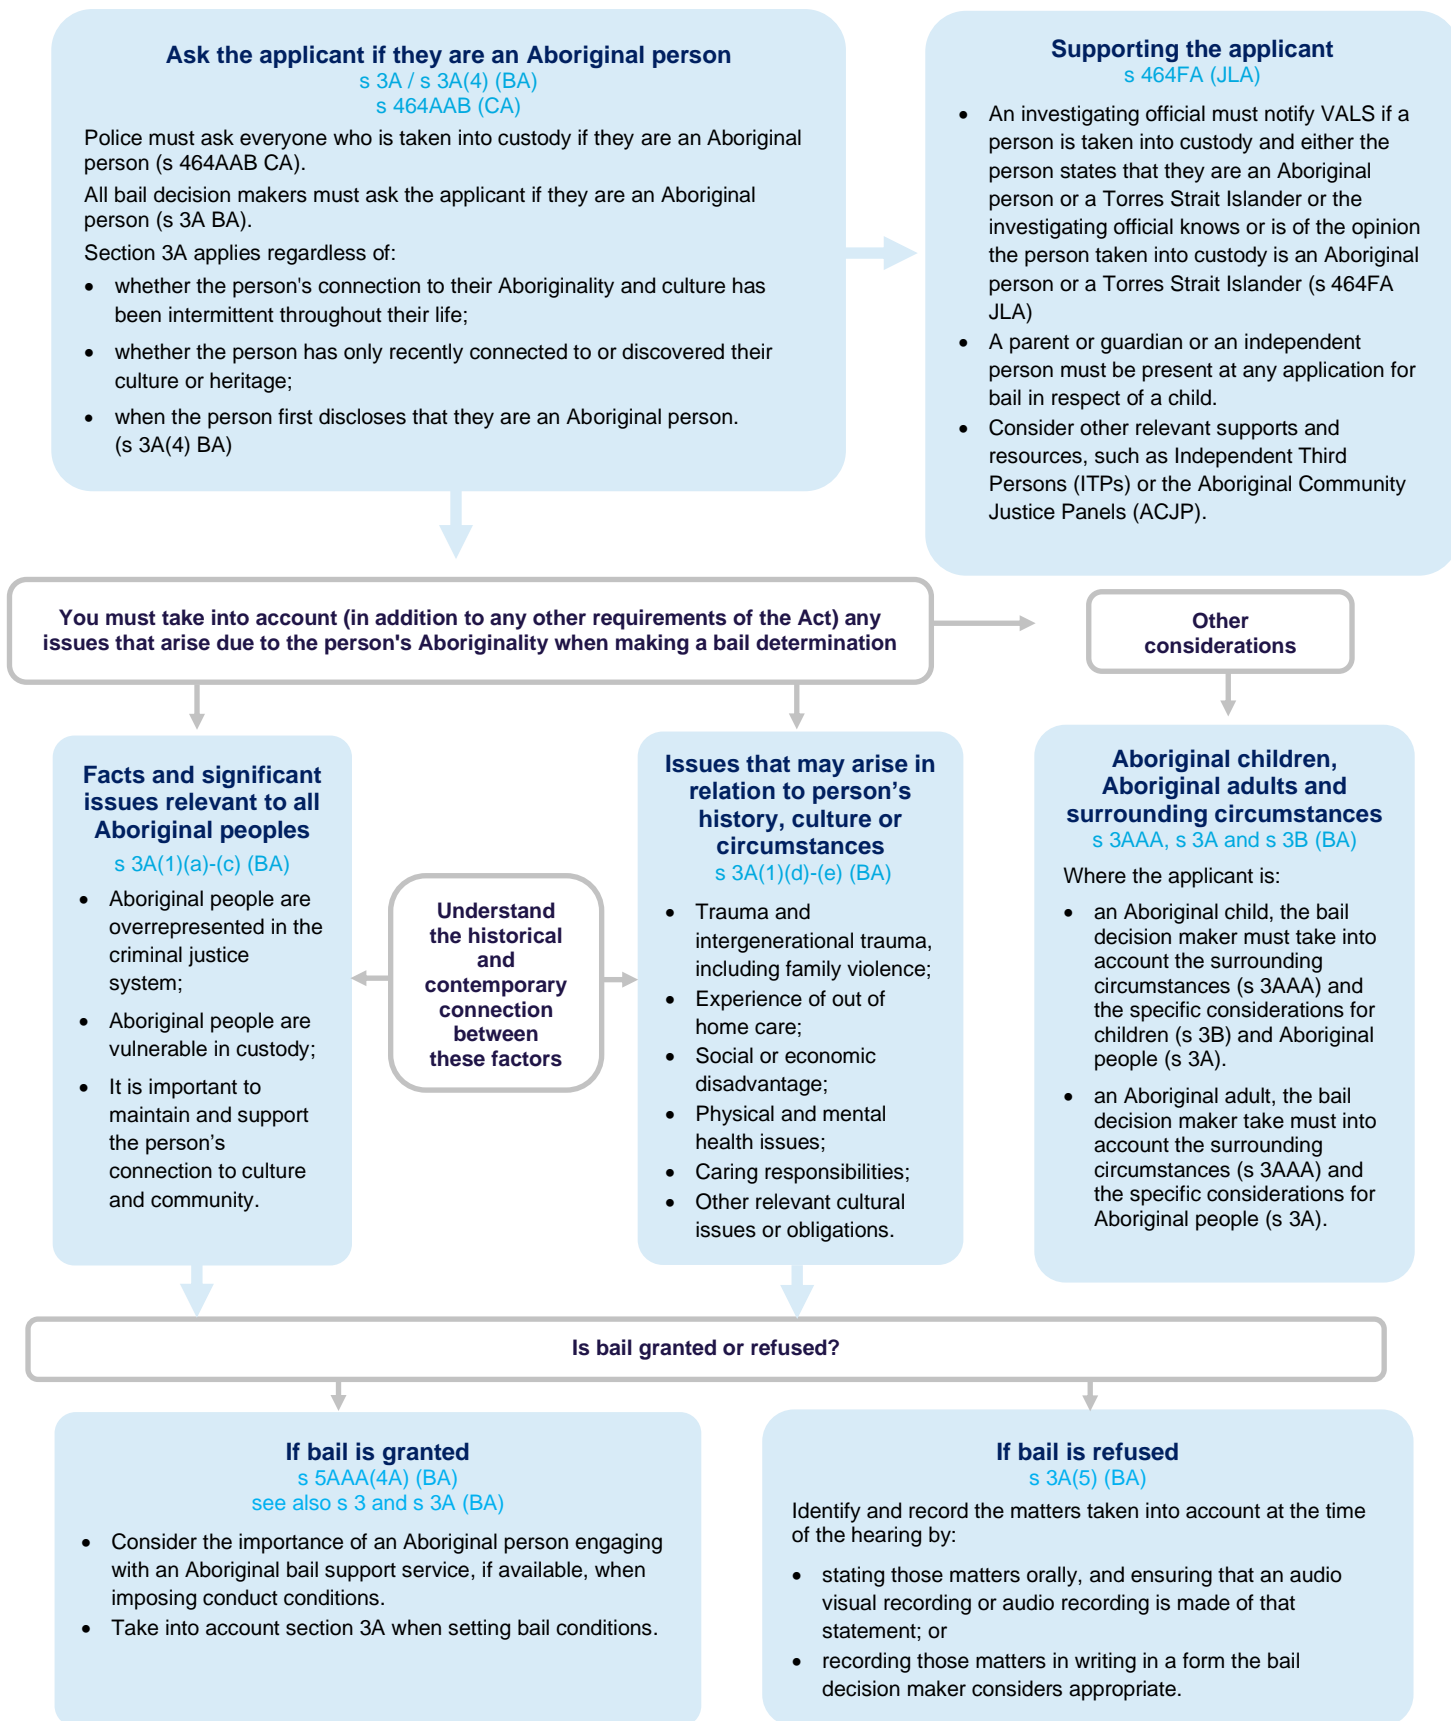 Ask the applicant if they are an Aboriginal person
s 3A / s 3A(4) (BA)
s 464AAB (CA)
Police must ask everyone who is taken into custody if they are an Aboriginal
person (s 464AAB CA).
All bail decision makers must ask the applicant if they are an Aboriginal
person (s 3A BA).
Section 3A applies regardless of:
• whether the person's connection to their Aboriginality and culture has
been intermittent throughout their life;
• whether the person has only recently connected to or discovered their
culture or heritage;
• when the person first discloses that they are an Aboriginal person.
(s 3A(4) BA)
Supporting the applicant
s 464FA (JLA)
• An investigating official must notify VALS if a
person is taken into custody and either the
person states that they are an Aboriginal
person or a Torres Strait Islander or the
investigating official knows or is of the opinion
the person taken into custody is an Aboriginal
person or a Torres Strait Islander (s 464FA
JLA)
• A parent or guardian or an independent
person must be present at any application for
bail in respect of a child.
• Consider other relevant supports and
resources, such as Independent Third
Persons (ITPs) or the Aboriginal Community
Justice Panels (ACJP).
You must take into account (in addition to any other requirements of the Act) any
issues that arise due to the person's Aboriginality when making a bail determination
Other
considerations
Facts and significant
issues relevant to all
Aboriginal peoples
s 3A(1)(a)-(c) (BA)
• Aboriginal people are
overrepresented in the
criminal justice
system;
• Aboriginal people are
vulnerable in custody;
• It is important to
maintain and support
the person's
connection to culture
and community.
Understand
the historical
and
contemporary
connection
between
these factors
Issues that may arise in
relation to person's
history, culture or
circumstances
s 3A(1)(d)-(e) (BA)
• Trauma and
intergenerational trauma,
including family violence;
• Experience of out of
home care;
• Social or economic
disadvantage;
• Physical and mental
health issues;
• Caring responsibilities;
• Other relevant cultural
issues or obligations.
Aboriginal children,
Aboriginal adults and
surrounding circumstances
s 3AAA, s 3A and s 3B (BA)
Where the applicant is:
• an Aboriginal child, the bail
decision maker must take into
account the surrounding
circumstances (s 3AAA) and
the specific considerations for
children (s 3B) and Aboriginal
people (s 3A).
• an Aboriginal adult, the bail
decision maker take must into
account the surrounding
circumstances (s 3AAA) and
the specific considerations for
Aboriginal people (s 3A).
Is bail granted or refused?
If bail is granted
s 5AAA(4A) (BA)
see also s 3 and s 3A (BA)
• Consider the importance of an Aboriginal person engaging
with an Aboriginal bail support service, if available, when
imposing conduct conditions.
• Take into account section 3A when setting bail conditions.
If bail is refused
s 3A(5) (BA)
Identify and record the matters taken into account at the time
of the hearing by:
• stating those matters orally, and ensuring that an audio
visual recording or audio recording is made of that
statement; or
• recording those matters in writing in a form the bail
decision maker considers appropriate.